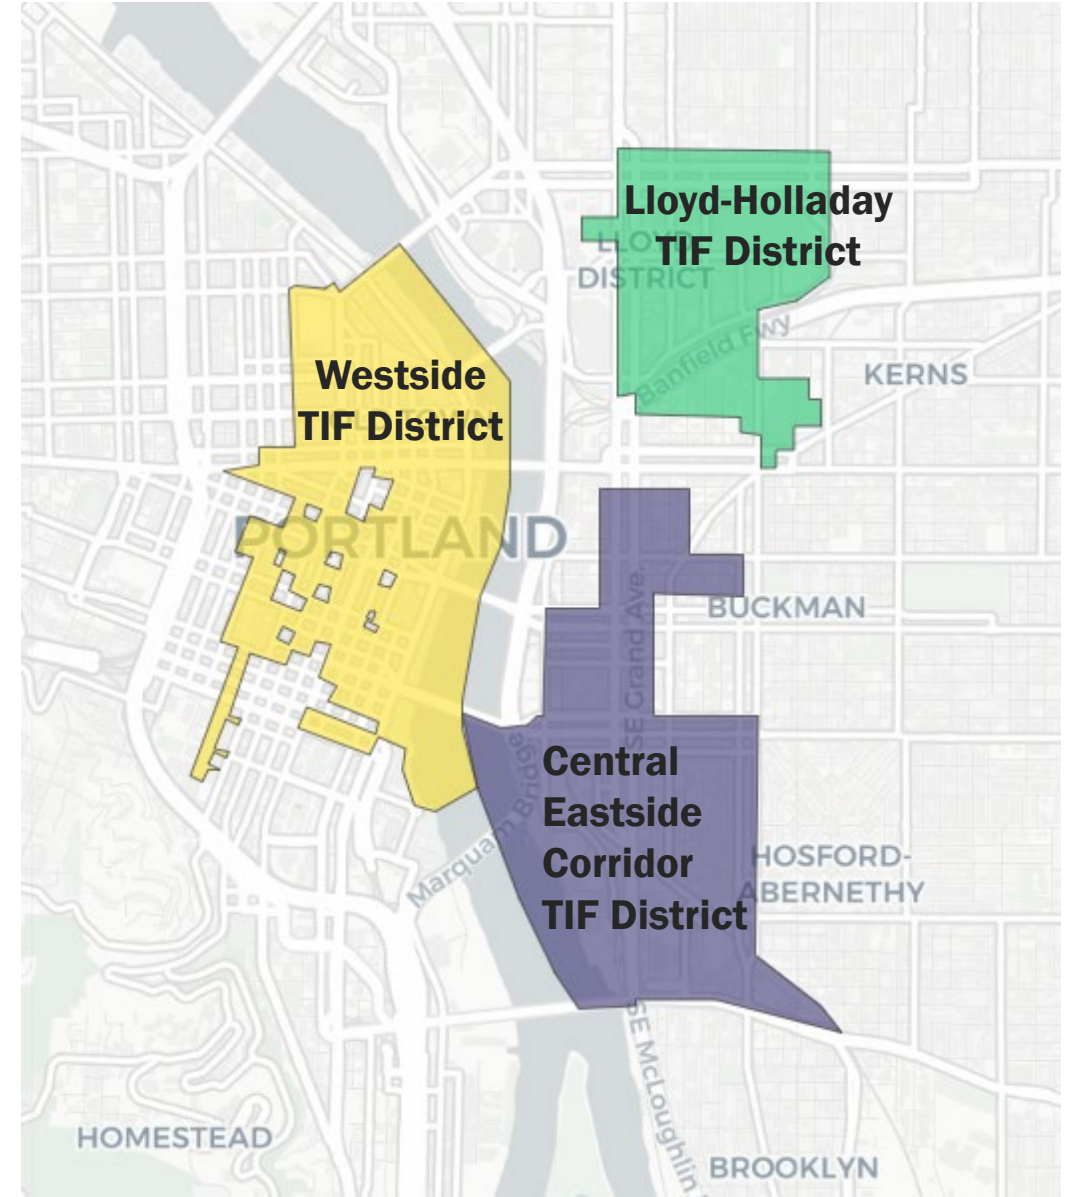 Lloyd-Holladay
TIF District
LLOYD
DISTRICT
Banfield Fwy
KERNS
Westside
TIF District
TOWN
PORTLAND
SE Grand Ave.
BUCKMAN
Central
Eastside
Corridor
TIF District
Marquam Bridge
HOSFORD-
ABERNETHY
SE McLoughlin
HOMESTEAD
BROOKLYN